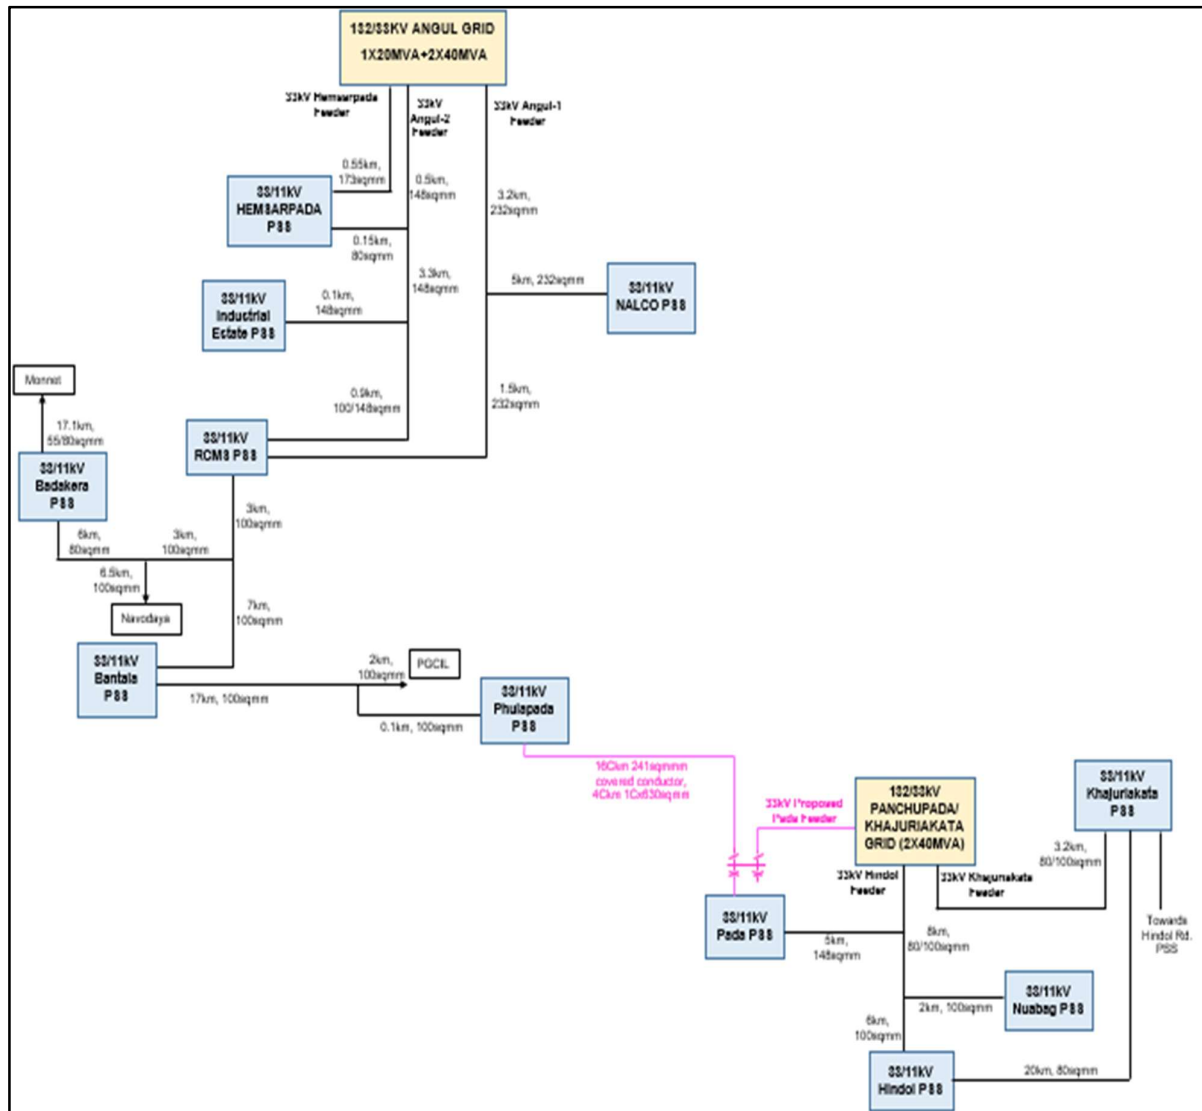 132/33KV ANGUL GRID
1X20MVA+2X40MVA
33kV Hemsarpada
Feeder
33kV
Angul-2
Feeder
33kV Angul-1
Feeder
0.55km,
173sqmm
0.5km,
148sqmm
3.2km,
232sqmm
33/11kV
HEMSARPADA
PSS
0.15km,
80sqmm
3.3km,
148sqmm
5km, 232sqmm
33/11kV
NALCO PSS
33/11kV
Industrial
Estate PSS
0.1km,
148sqmm
0.9km,
100/148sqmm
1.5km,
232sqmm
Monnet
17.1km,
55/80sqmm
33/11kV
RCMS PSS
33/11kV
Badakera
PSS
3km,
100sqmm
6km,
80sqmm
3km,
100sqmm
6.5km,
100sqmm
Navodaya
7km,
100sqmm
33/11kV
Bantala
PSS
2km,
100sqmm
PGCIL
17km, 100sqmm
0.1km, 100sqmm
33/11kV
Phulapada
PSS
16Ckm 241sqmmm
covered conductor,
4Ckm 1Cx630sqmm
33kV Proposed
Pada Feeder
132/33kV
PANCHUPADA/
KHAJURIAKATA
GRID (2X40MVA)
33/11kV
Khajuriakata
PSS
3.2km,
80/100sqmm
33kV Hindol
Feeder
33kV Khajuriakata
Feeder
33/11kV
Pada PSS
5km,
148sqmm
8km,
80/100sqmm
Towards
Hindol Rd.
PSS
33/11kV
Nuabag PSS
2km, 100sqmm
6km,
100sqmm
33/11kV
Hindol PSS
20km, 80sqmm